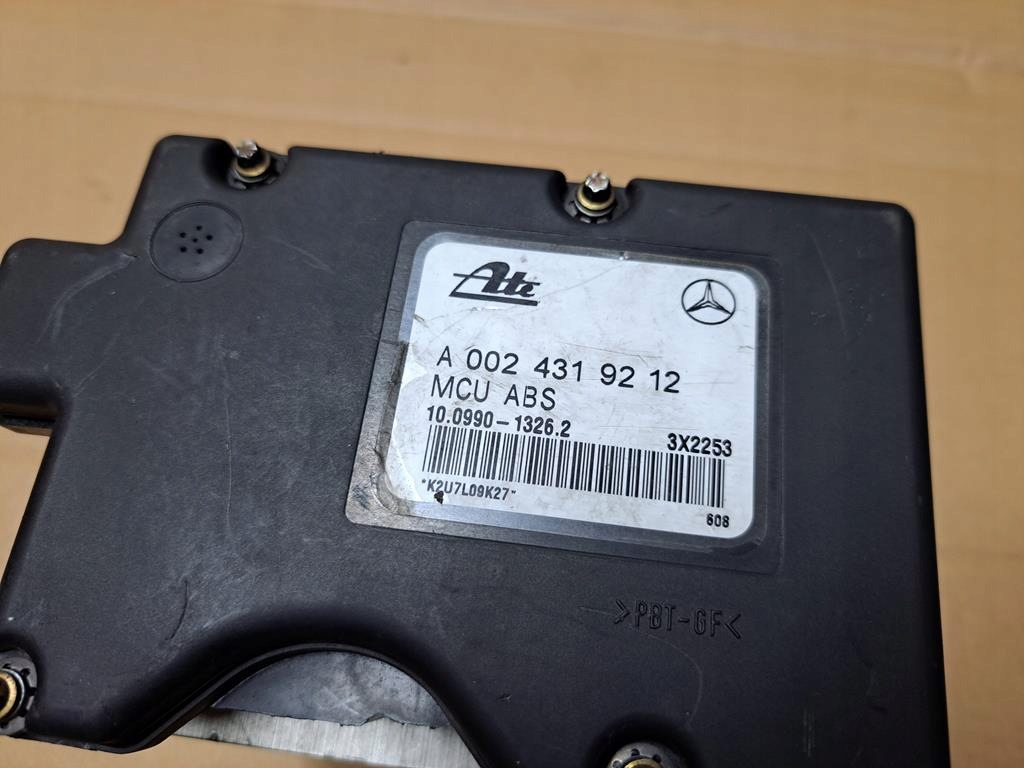 Ate
A 002 431 92 12
MCU ABS
10.0990-1326.2 3X2253
*K2U7L09K27*
608
>PBT-GF<